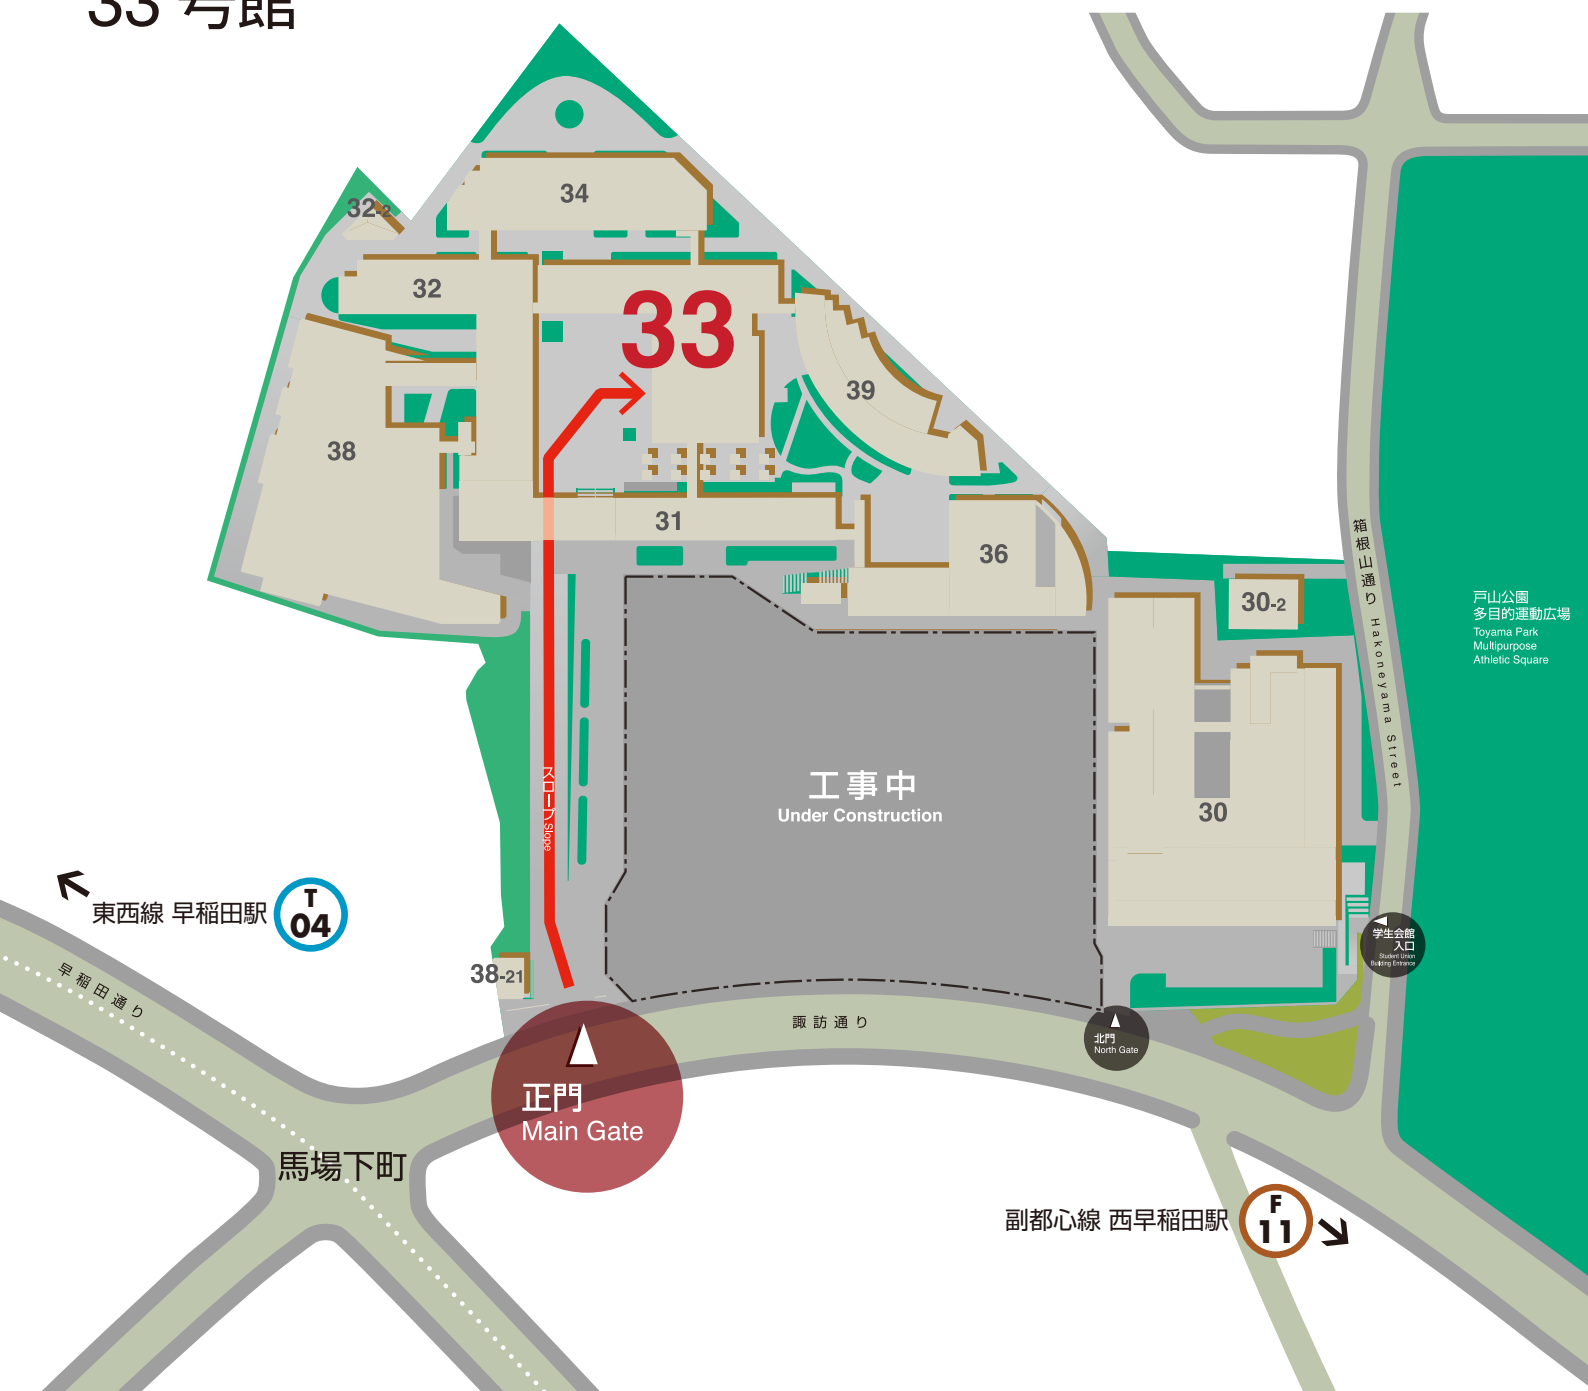 33 号館
34
32-2
32
33
39
38
31
36
30-2
箱根山通り Hakoneyama Street
戸山公園
多目的運動広場
Toyama Park
Multipurpose
Athletic Square
工事中
Under Construction
30
スロープ Slope
東西線 早稲田駅
T
04
早稲田通り
38-21
学生会館
入口
Student Union
Building Entrance
諏訪通り
北門
North Gate
正門
Main Gate
馬場下町
副都心線 西早稲田駅
F
11